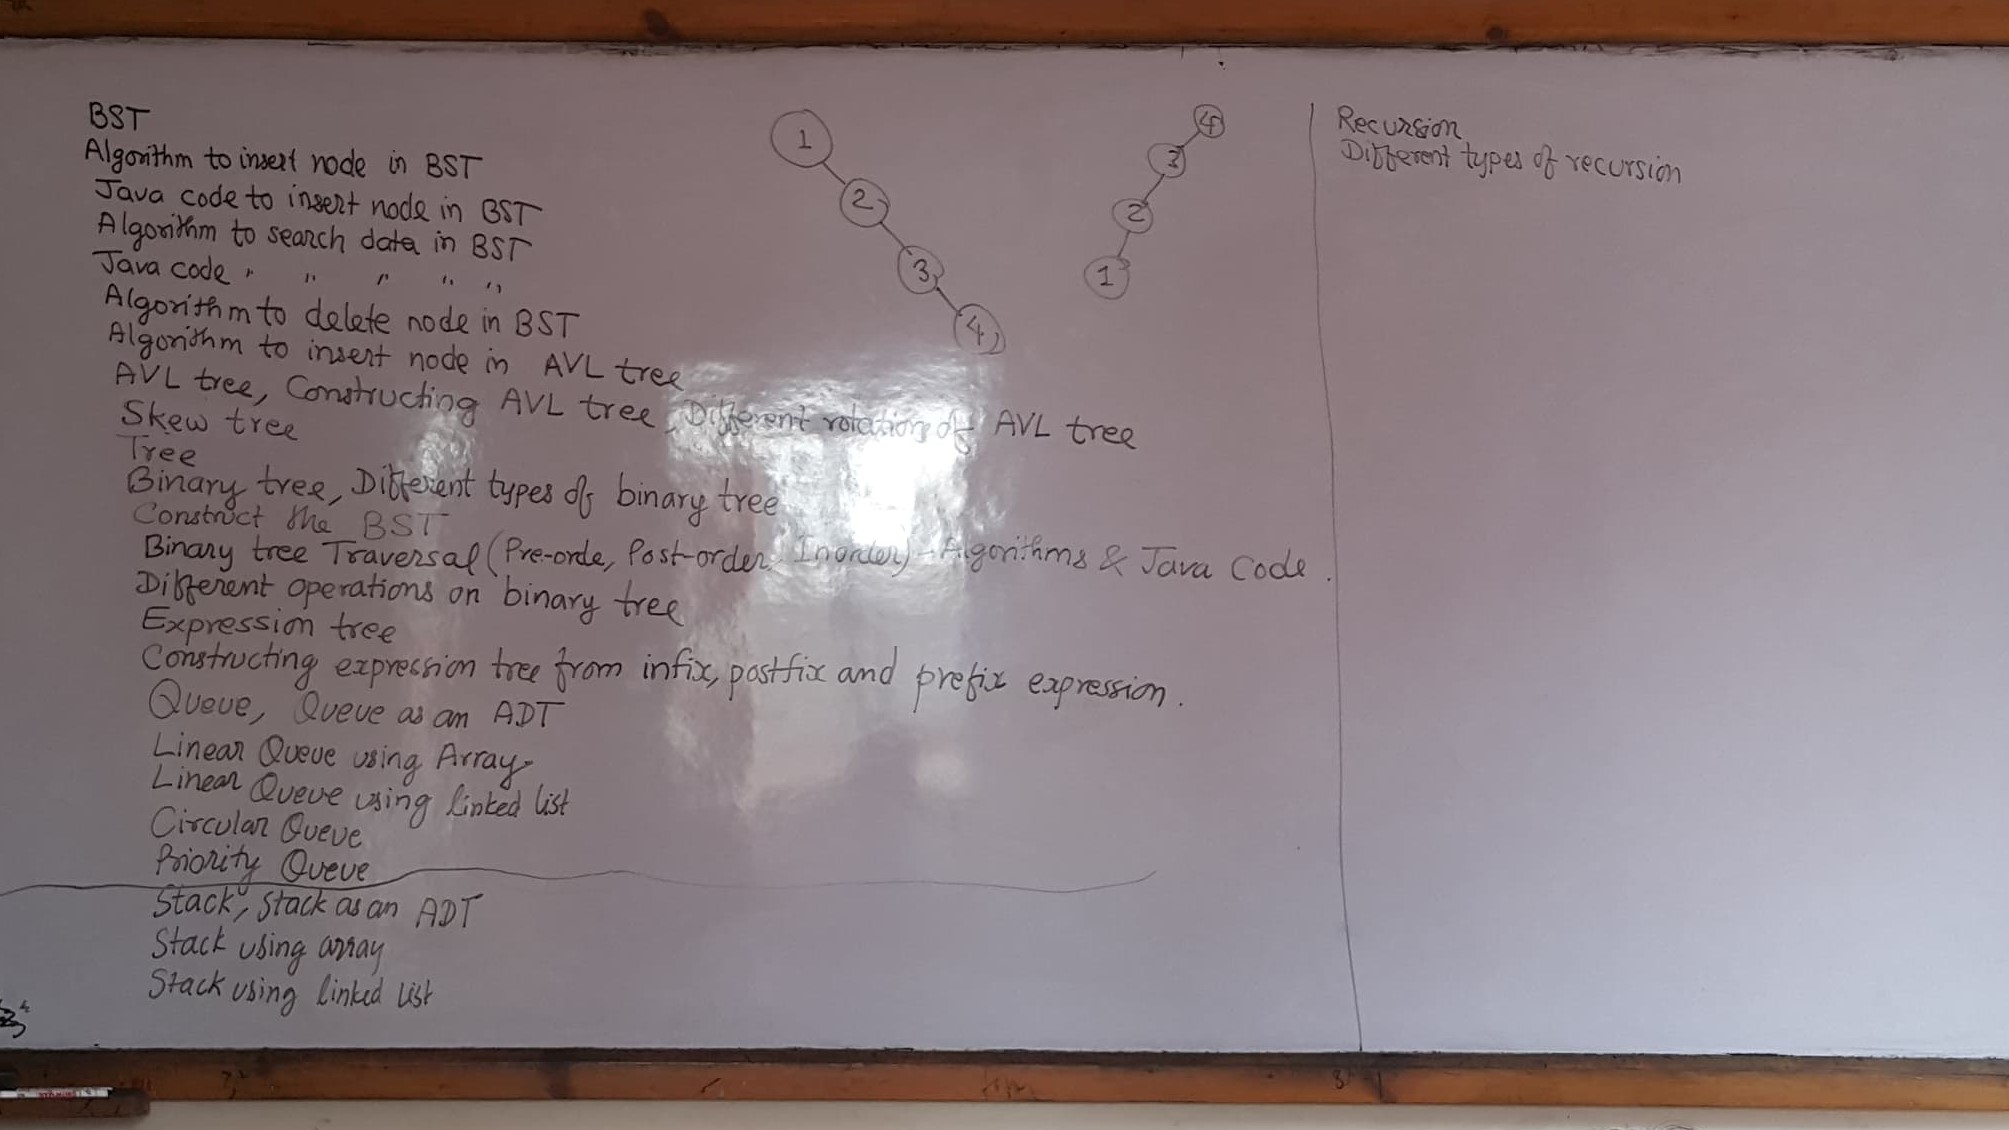 BST
Algorithm to insert node in BST
Java code to insert node in BST
Algorithm to search data in BST
Java code " " " " "
Algorithm to delete node in BST
Algorithm to insert node in AVL tree
AVL tree, Constructing AVL tree, Different rotation of AVL tree
Skew tree
Tree
Binary tree, Different types of binary tree
Construct the BST
Binary tree Traversal (Pre-orde, Post-order, Inorder) - Algorithms & Java Code.
Different operations on binary tree
Expression tree
Constructing expression tree from infix, postfix and prefix expression.
Queue, Queue as an ADT
Linear Queue using Array
Linear Queue using linked list
Circular Queue
Priority Queue
Stack, Stack as an ADT
Stack using array
Stack using linked list
1
2
3
4
4
3
2
1
Recursion
Different types of recursion